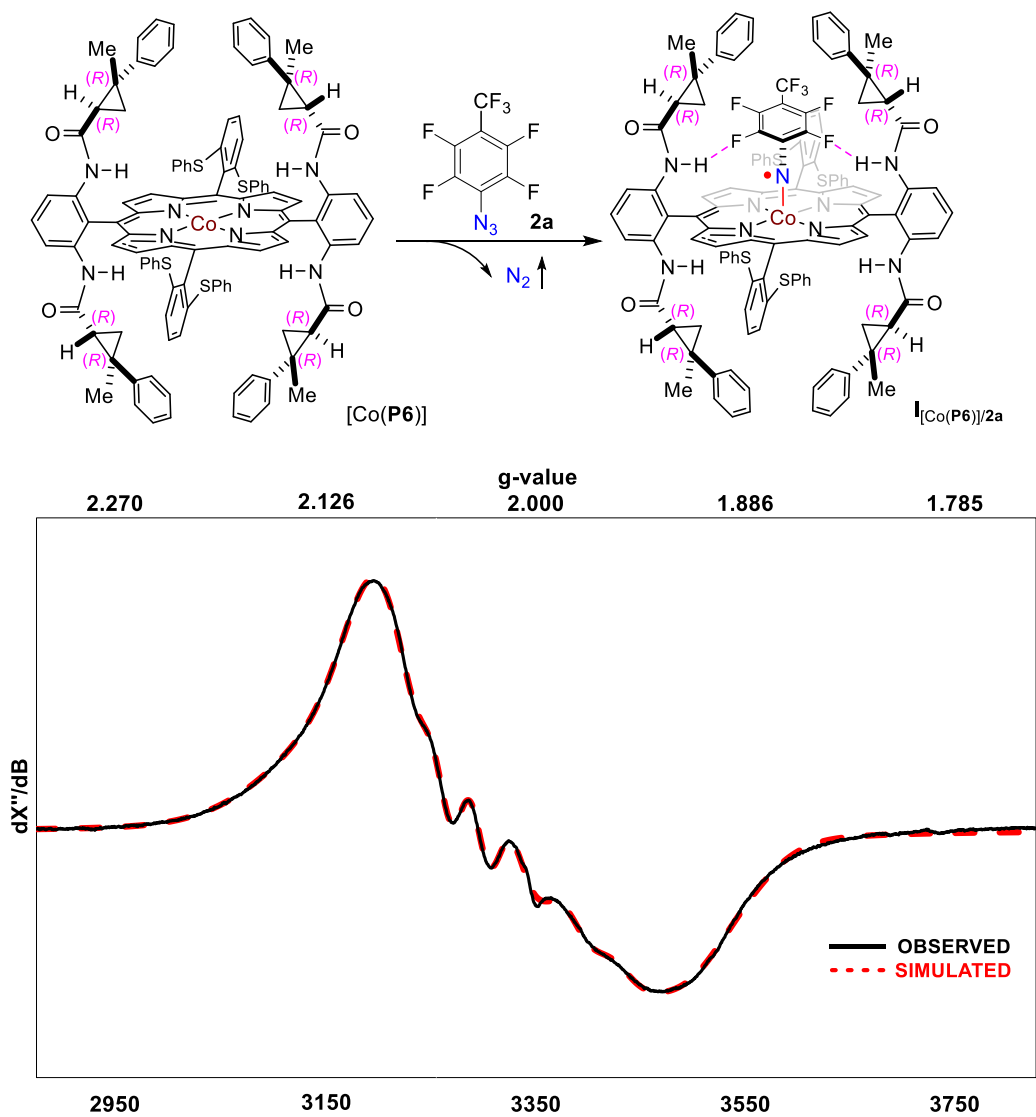 Me Me Me
(R) (R) (R) (R)
H H H H
(R) (R) CF3 (R) CF3 (R)
O O F F O F F O
N–H PhS H–N F F N–H F F H–N
SPh N3 2a PhS N SPh
N N Co N N N N Co N N
N2
PhS SPh PhS SPh
N–H H–N N–H H–N
O O O O
(R) (R) (R) (R)
H (R) (R) H H (R) (R) H
Me Me Me Me
[Co(P6)] I[Co(P6)]/2a
g-value
2.270 2.126 2.000 1.886 1.785
dX"/dB
OBSERVED
SIMULATED
2950 3150 3350 3550 3750